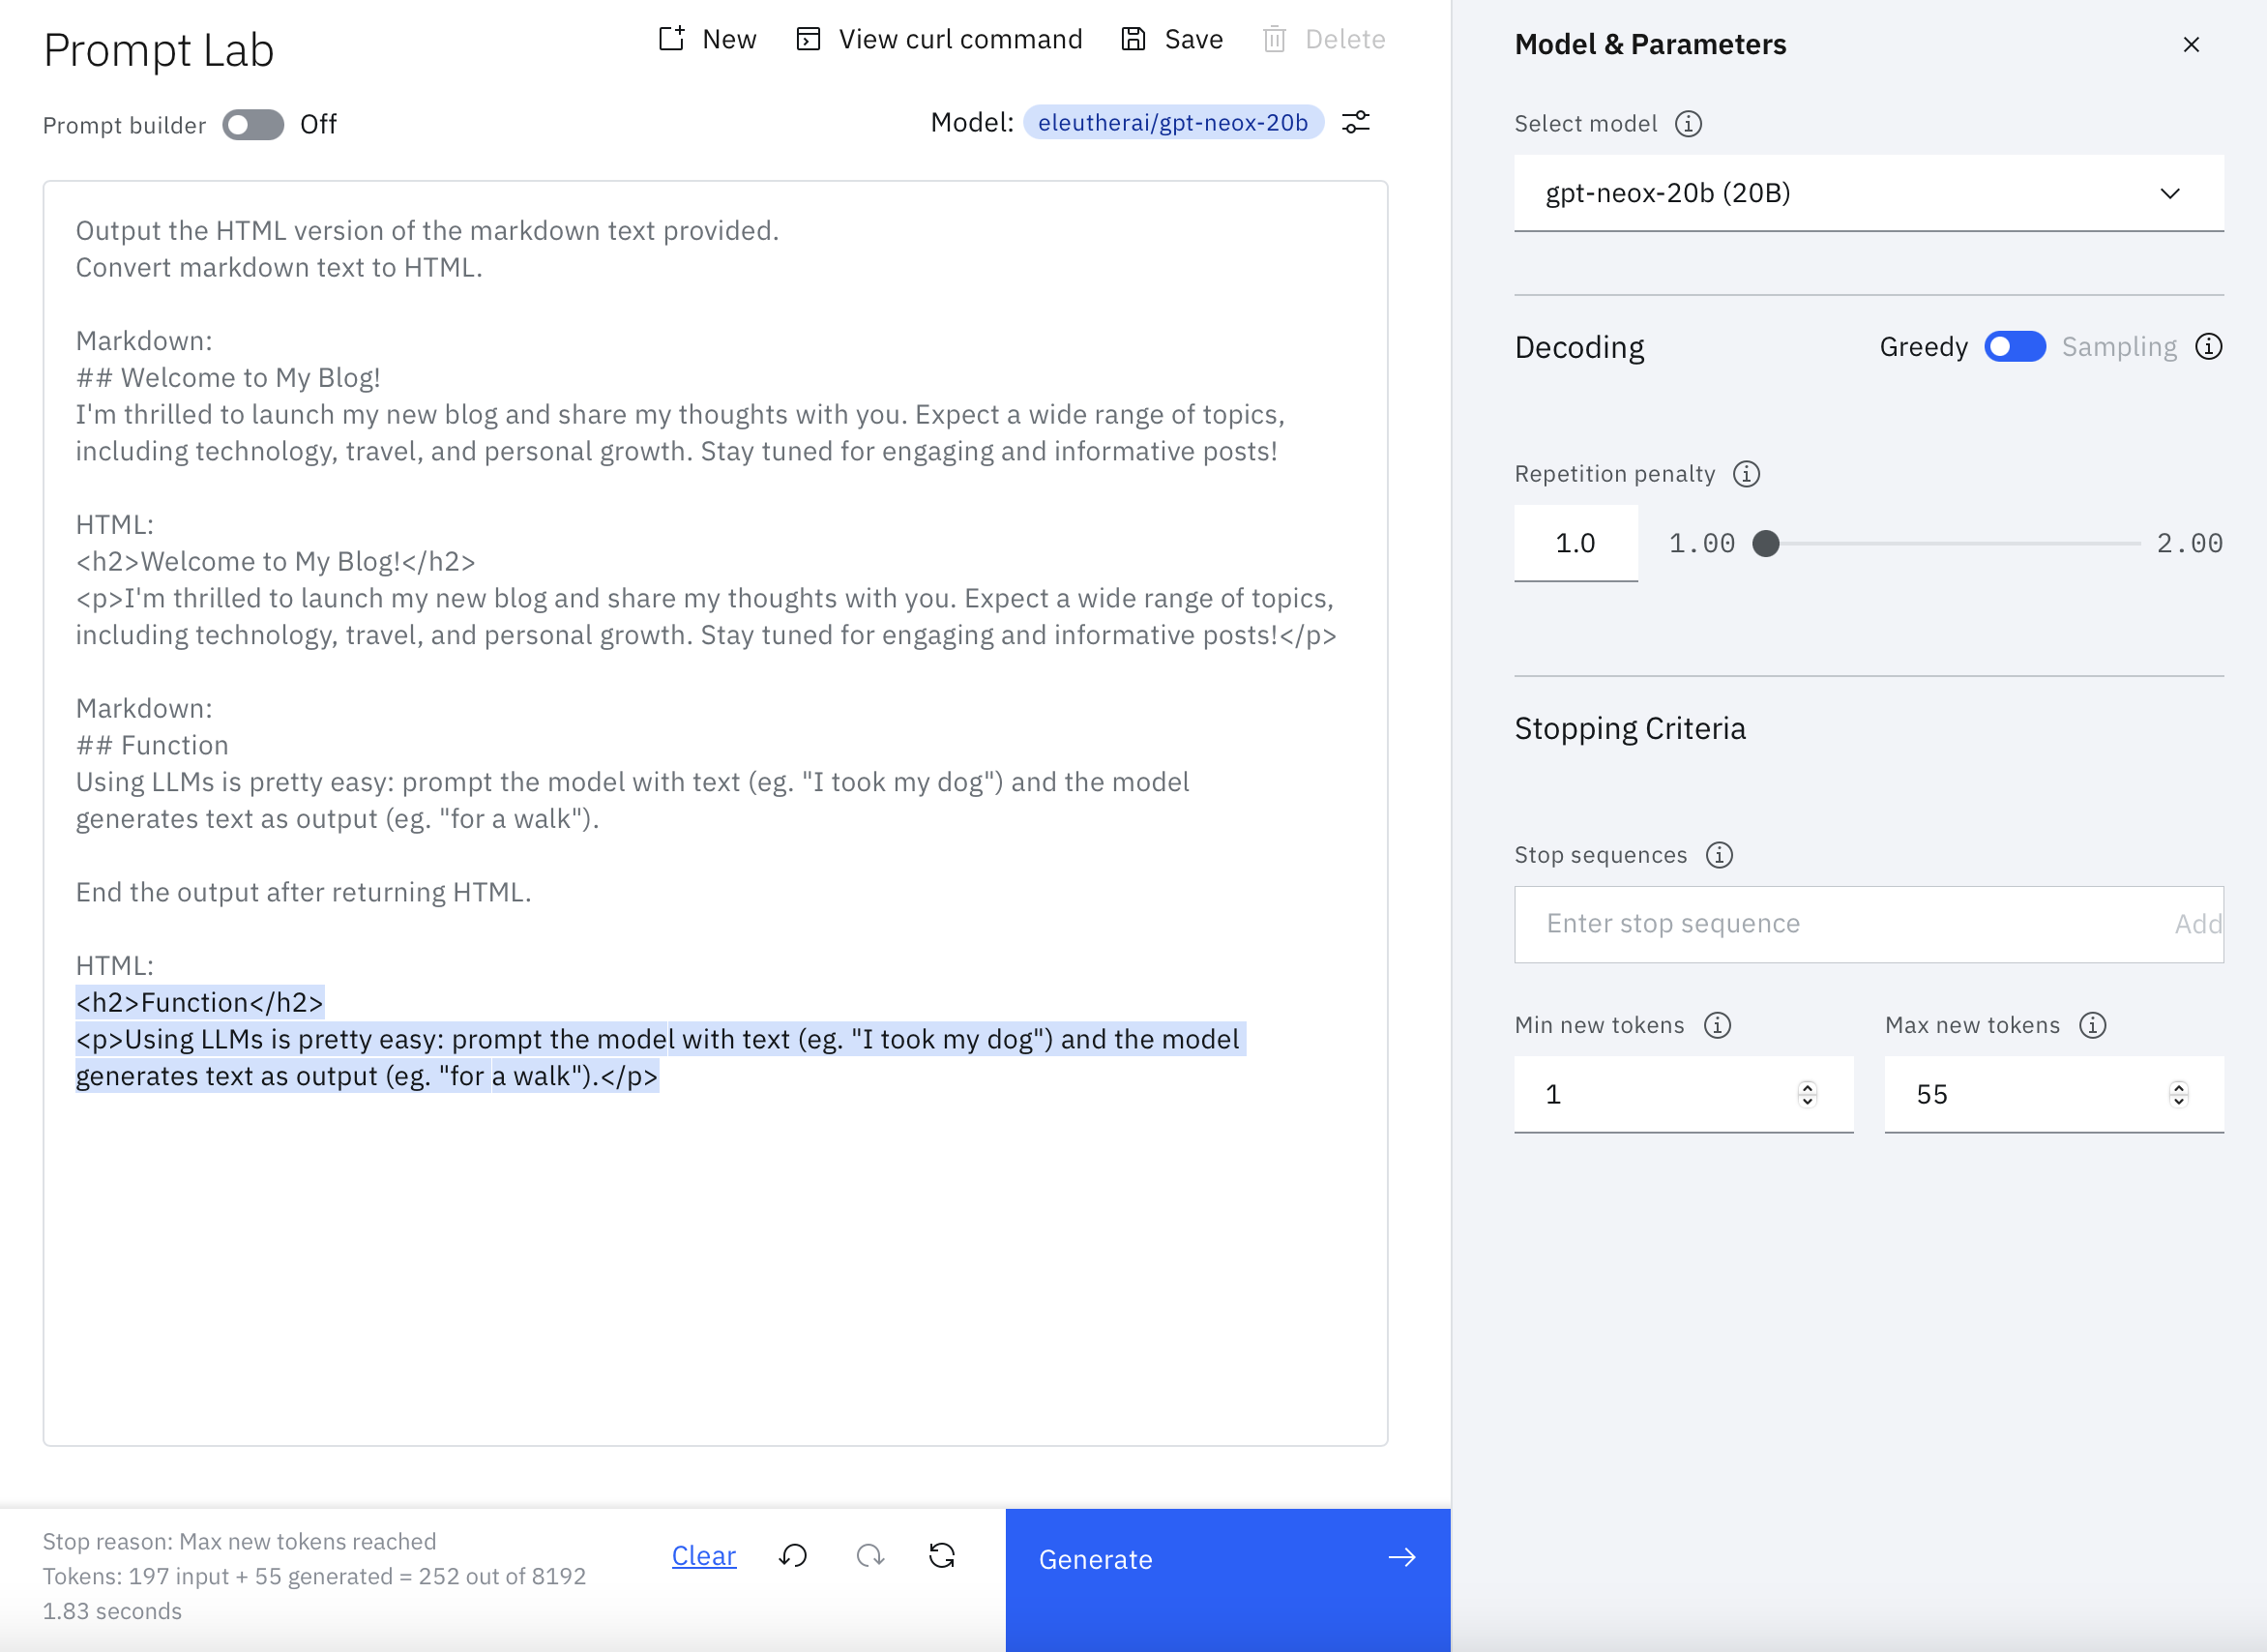 Prompt Lab
New
View curl command
Save
Delete
Prompt builder
Off
Model: eleutherai/gpt-neox-20b
Output the HTML version of the markdown text provided.
Convert markdown text to HTML.
Markdown:
## Welcome to My Blog!
I'm thrilled to launch my new blog and share my thoughts with you. Expect a wide range of topics,
including technology, travel, and personal growth. Stay tuned for engaging and informative posts!
HTML:
<h2>Welcome to My Blog!</h2>
<p>I'm thrilled to launch my new blog and share my thoughts with you. Expect a wide range of topics,
including technology, travel, and personal growth. Stay tuned for engaging and informative posts!</p>
Markdown:
## Function
Using LLMs is pretty easy: prompt the model with text (eg. "I took my dog") and the model
generates text as output (eg. "for a walk").
End the output after returning HTML.
HTML:
<h2>Function</h2>
<p>Using LLMs is pretty easy: prompt the model with text (eg. "I took my dog") and the model
generates text as output (eg. "for a walk").</p>
Stop reason: Max new tokens reached
Tokens: 197 input + 55 generated = 252 out of 8192
1.83 seconds
Clear
Generate
Model & Parameters
Select model
gpt-neox-20b (20B)
Decoding
Greedy
Sampling
Repetition penalty
1.0
1.00
2.00
Stopping Criteria
Stop sequences
Enter stop sequence
Add
Min new tokens
Max new tokens
1
55